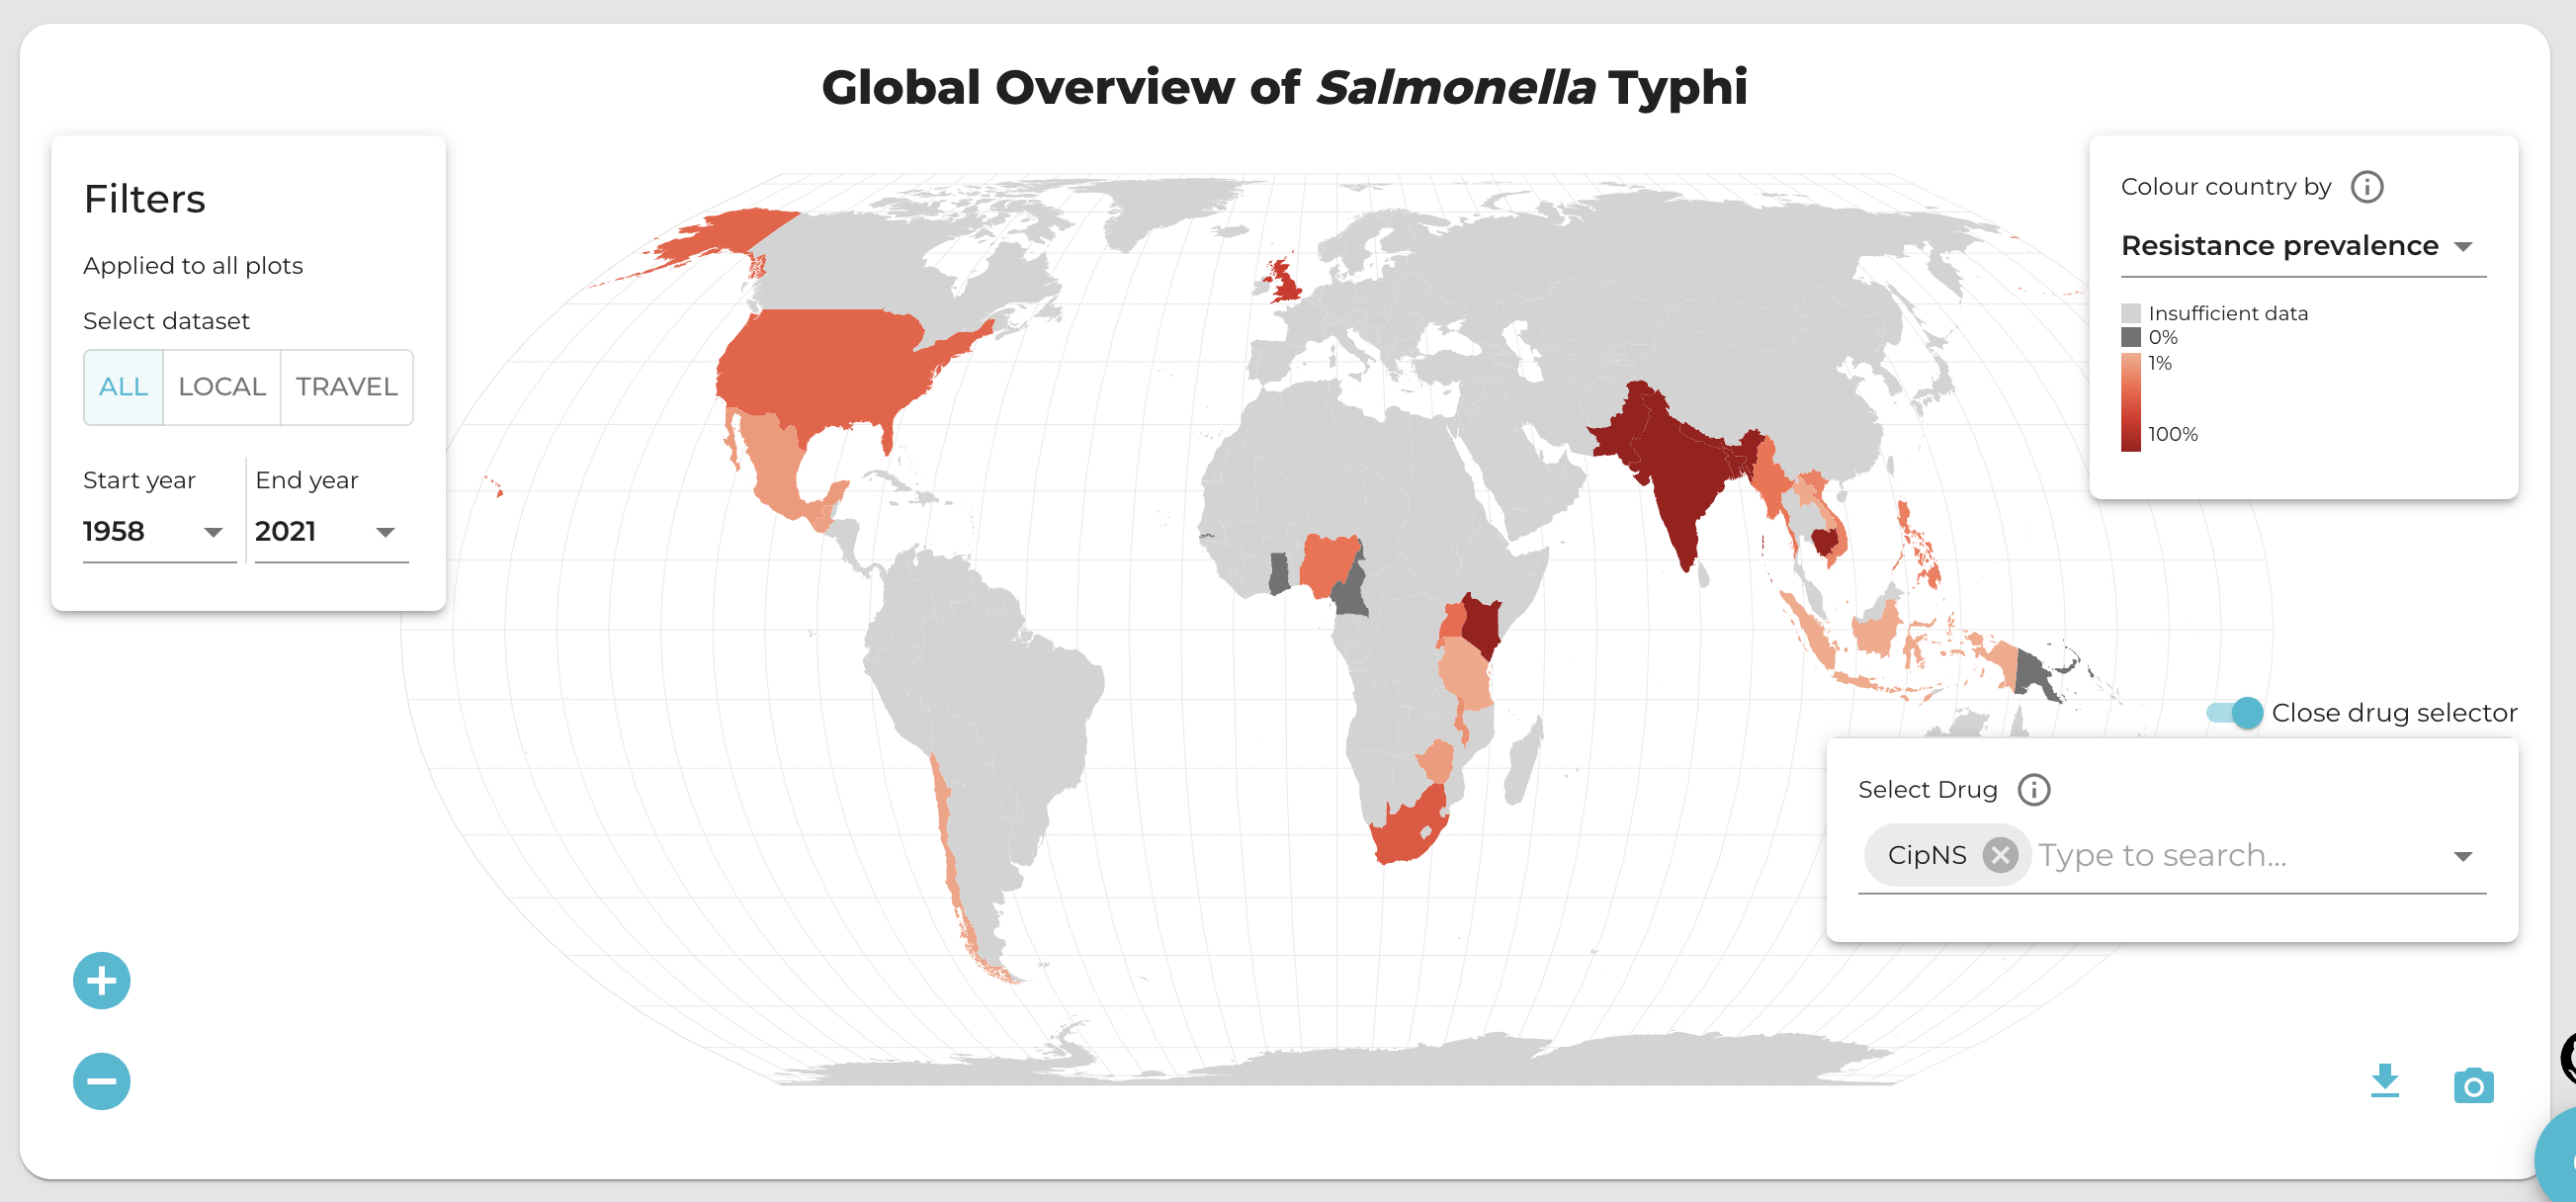 Global Overview of Salmonella Typhi
Filters
Applied to all plots
Select dataset
ALL LOCAL TRAVEL
Start year End year
1958 2021
Colour country by
Resistance prevalence
Insufficient data
0%
1%
100%
Close drug selector
Select Drug
CipNS Type to search...